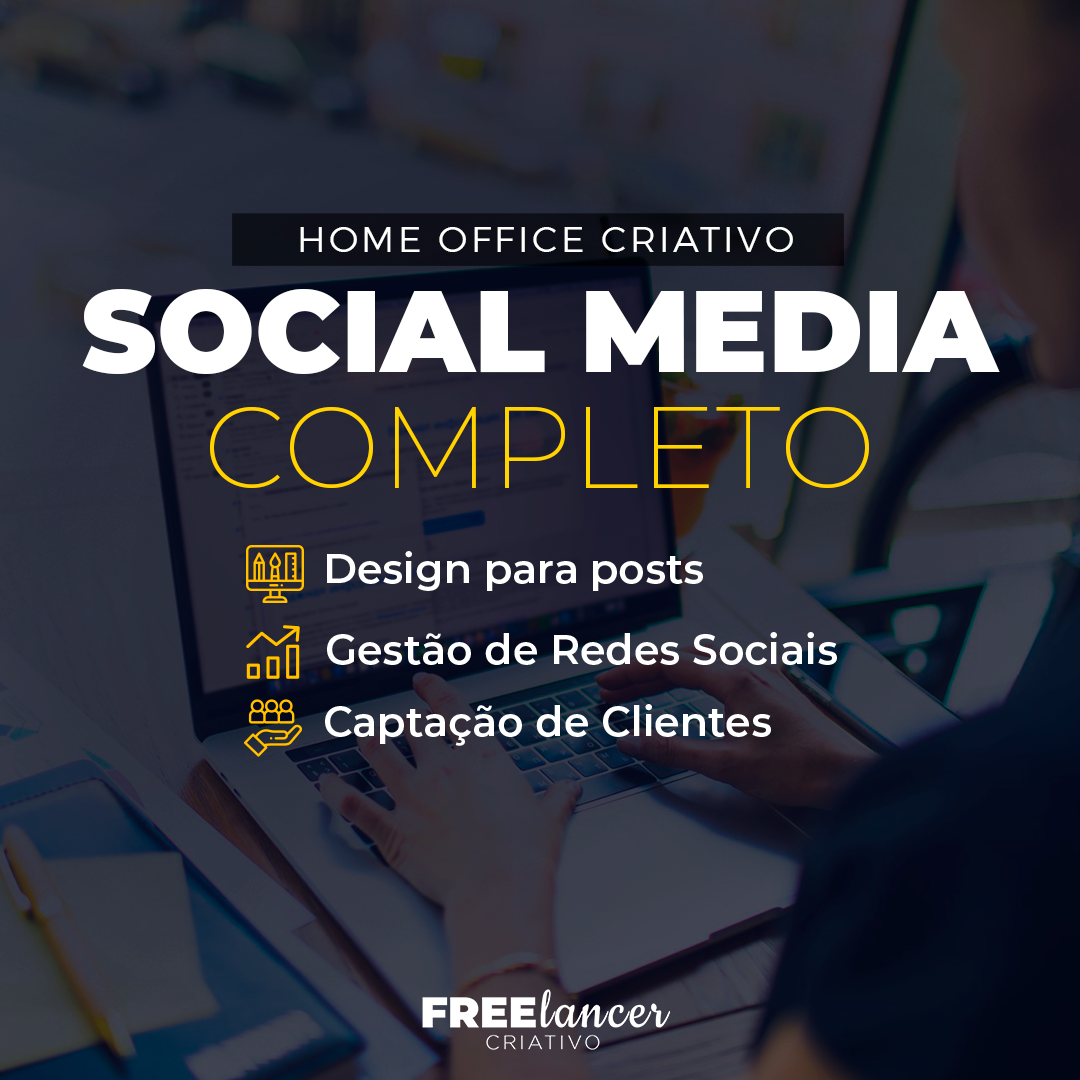 HOME OFFICE CRIATIVO
SOCIAL MEDIA
COMPLETO
Design para posts
Gestão de Redes Sociais
Captação de Clientes
FREElancer
CRIATIVO